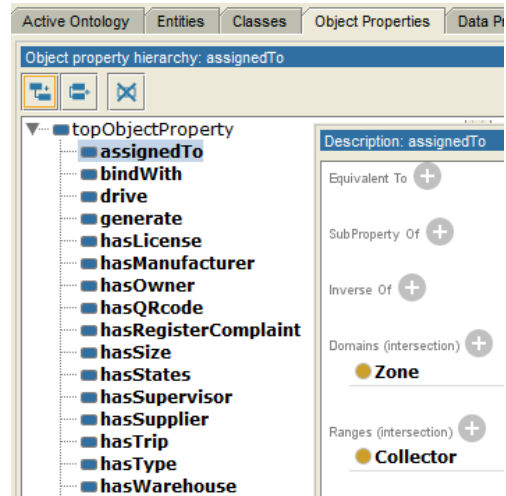 Active Ontology Entities Classes Object Properties Data Pr
Object property hierarchy: assignedTo
topObjectProperty
assignedTo
bindWith
drive
generate
hasLicense
hasManufacturer
hasOwner
hasQRcode
hasRegisterComplaint
hasSize
hasStates
hasSupervisor
hasSupplier
hasTrip
hasType
hasWarehouse
Description: assignedTo
Equivalent To
SubProperty Of
Inverse Of
Domains (intersection)
Zone
Ranges (intersection)
Collector